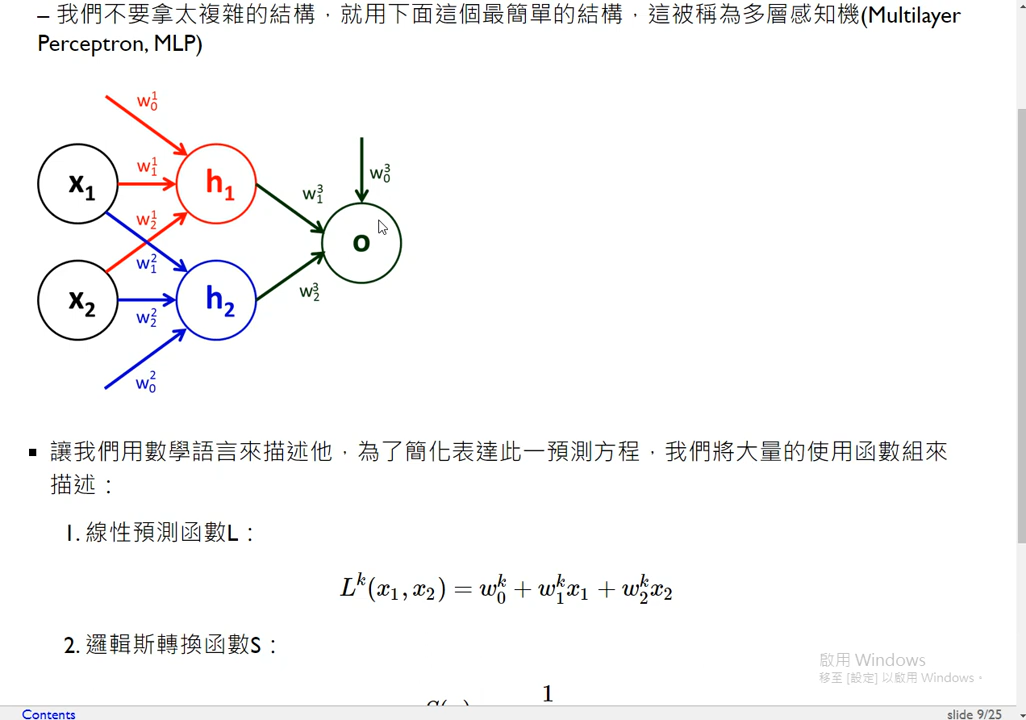 – 我們不要拿太複雜的結構，就用下面這個最簡單的結構，這被稱為多層感知機(Multilayer
Perceptron, MLP)
w₀¹
x₁
w₁¹
h₁
w₂¹
w₁²
x₂
w₂²
h₂
w₀²
w₁³
w₀³
o
w₂³
▪ 讓我們用數學語言來描述他，為了簡化表達此一預測方程，我們將大量的使用函數組來
描述：
1. 線性預測函數L：
Lᵏ(x₁, x₂) = w₀ᵏ + w₁ᵏx₁ + w₂ᵏx₂
2. 邏輯斯轉換函數S：
1
啟用 Windows
移至 [設定] 以啟用 Windows。
Contents
slide 9/25